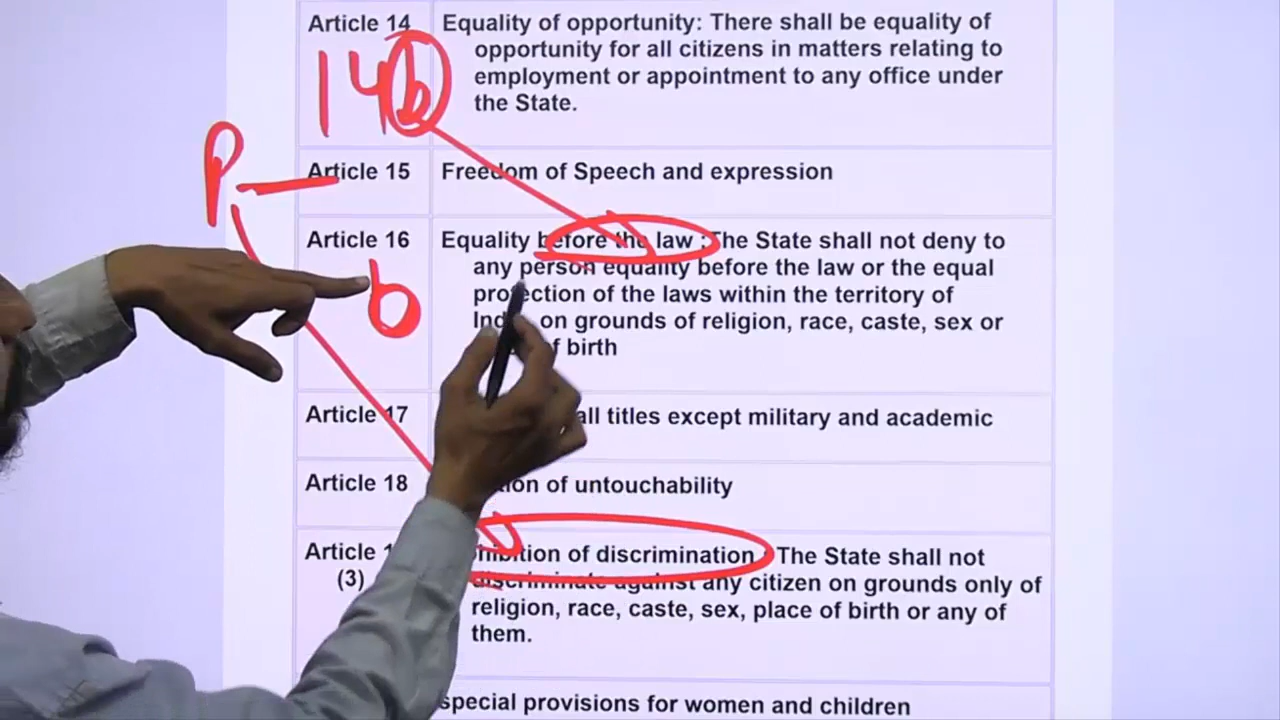 Article 14 Equality of opportunity: There shall be equality of
opportunity for all citizens in matters relating to
employment or appointment to any office under
the State.
14 b
P
Article 15 Freedom of Speech and expression
Article 16 Equality before the law :The State shall not deny to
any person equality before the law or the equal
protection of the laws within the territory of
on grounds of religion, race, caste, sex or
of birth
b
Article 17 all titles except military and academic
Article 18 of untouchability
Article of discrimination : The State shall not
(3) discriminate against any citizen on grounds only of
religion, race, caste, sex, place of birth or any of
them.
special provisions for women and children